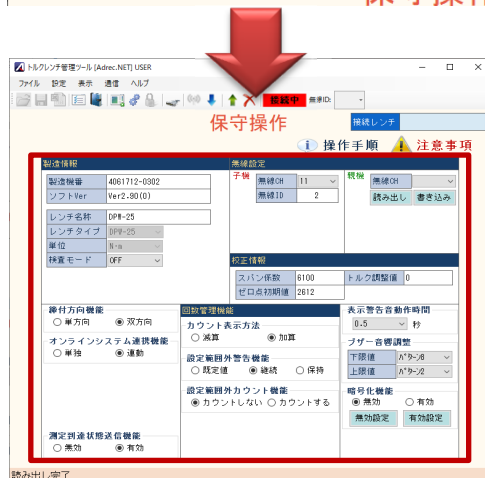 トルクレンチ管理ツール [Adrec.NET] USER
ファイル 設定 表示 通信 ヘルプ
接続中 無線ID:
保守操作
接続レンチ
操作手順 注意事項
製造情報
製造機番 4061712-0302
ソフトVer Ver2.90(0)
レンチ名称 DPW-25
レンチタイプ DPW-25
単位 N-m
検査モード OFF
無線設定
子機 無線CH 11
無線ID 2
親機 無線CH
読み出し 書き込み
校正情報
スパン係数 6100
ゼロ点初期値 2612
トルク調整値 0
締付方向機能
単方向 双方向
オンラインシステム連携機能
単独 連動
測定到達状態送信機能
無効 有効
回数管理機能
カウント表示方法
減算 加算
設定範囲外警告機能
既定値 継続 保持
設定範囲外カウント機能
カウントしない カウントする
表示警告音動作時間
0.5 秒
ブザー音響調整
下限値 パターン8
上限値 パターン2
暗号化機能
無効 有効
無効設定 有効設定
読み出し完了